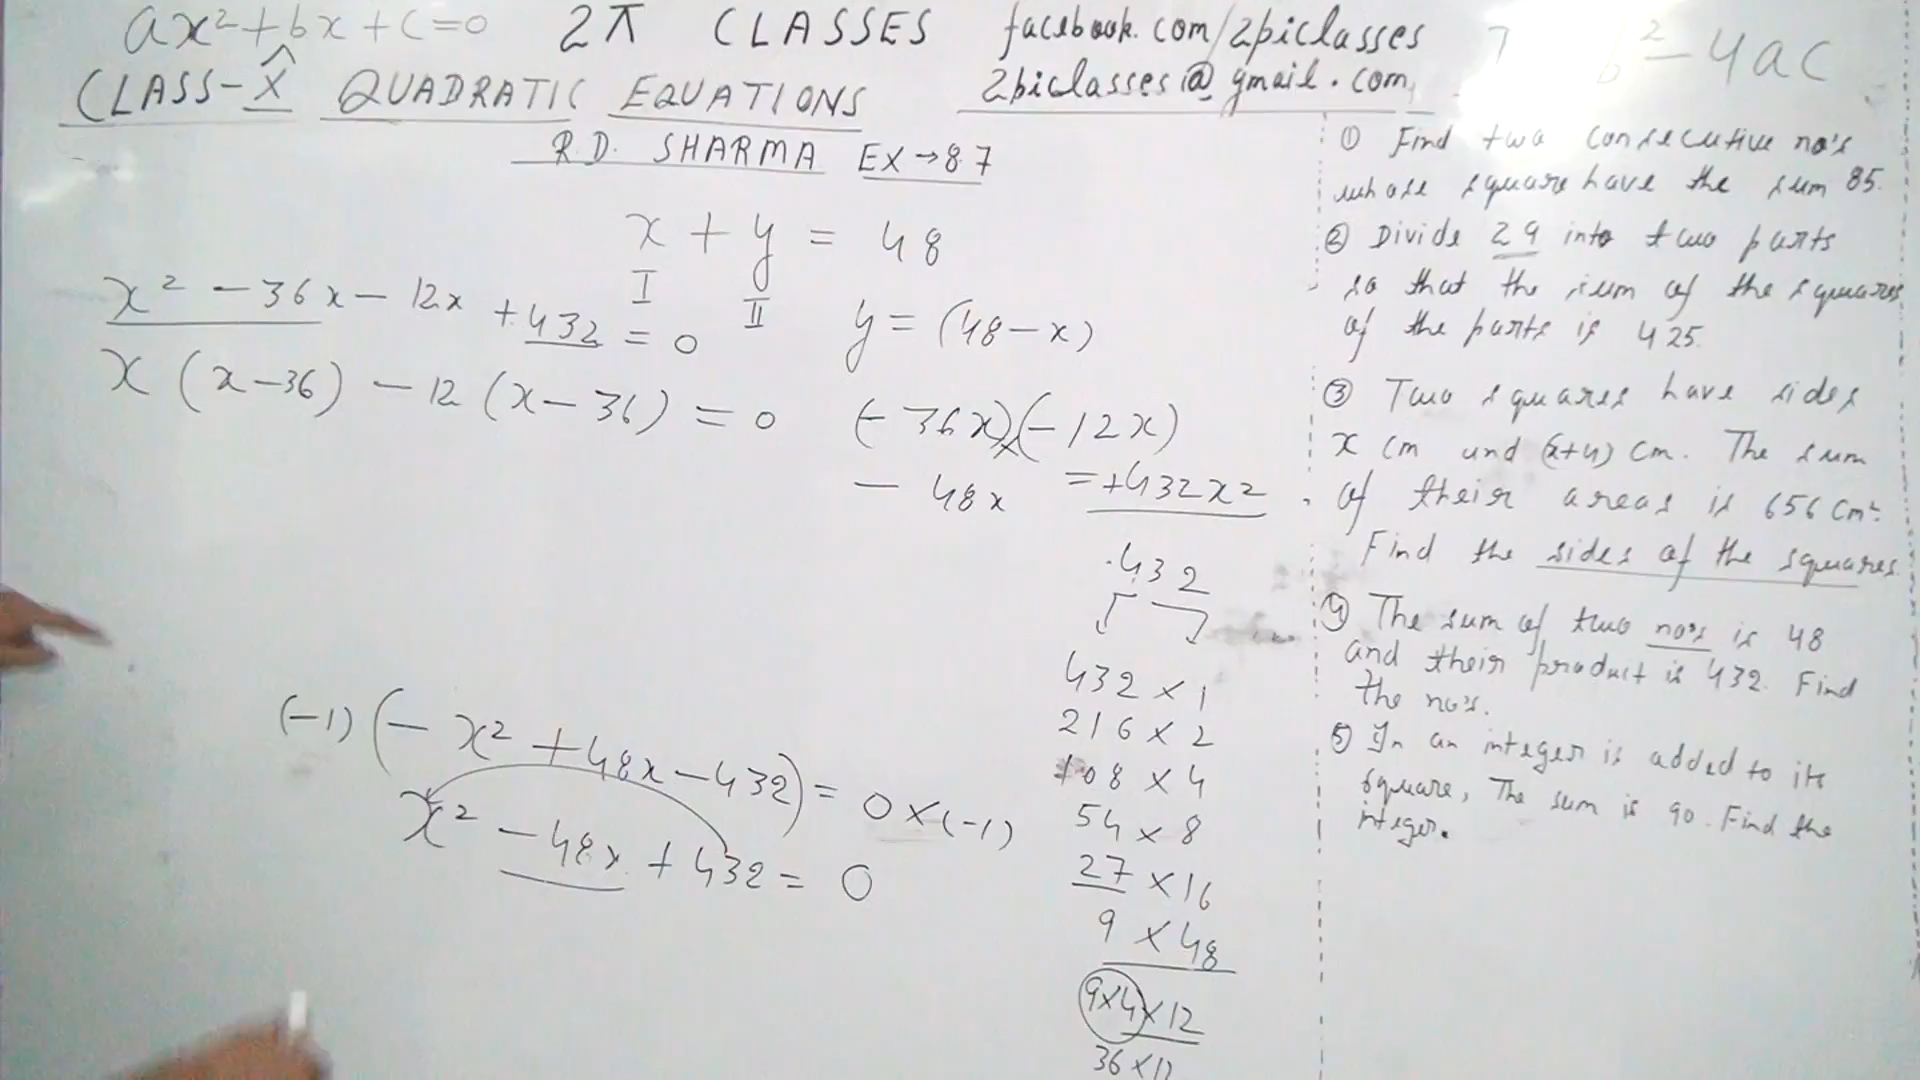 ax²+bx+c=0
2π CLASSES
facebook.com/2piclasses
b²-4ac
CLASS-X QUADRATIC EQUATIONS
2piclasses@gmail.com
R.D. SHARMA EX→8.7
x + y = 48
I II
y = (48-x)
x² - 36x - 12x + 432 = 0
x (x-36) - 12 (x-36) = 0
(-36x)x(-12x)
- 48x = +432x²
432
432 × 1
216 × 2
108 × 4
54 × 8
27 × 16
9 × 48
9×4×12
36×12
(-1) (- x² + 48x - 432) = 0 × (-1)
x² - 48x + 432 = 0
① Find two consecutive no's
whose square have the sum 85.
② Divide 29 into two parts
so that the sum of the squares
of the parts is 425.
③ Two squares have sides
x cm and (x+4) cm. The sum
of their areas is 656 cm².
Find the sides of the squares.
④ The sum of two no's is 48
and their product is 432. Find
the no's.
⑤ In an integer is added to its
square, The sum is 90. Find the
integer.